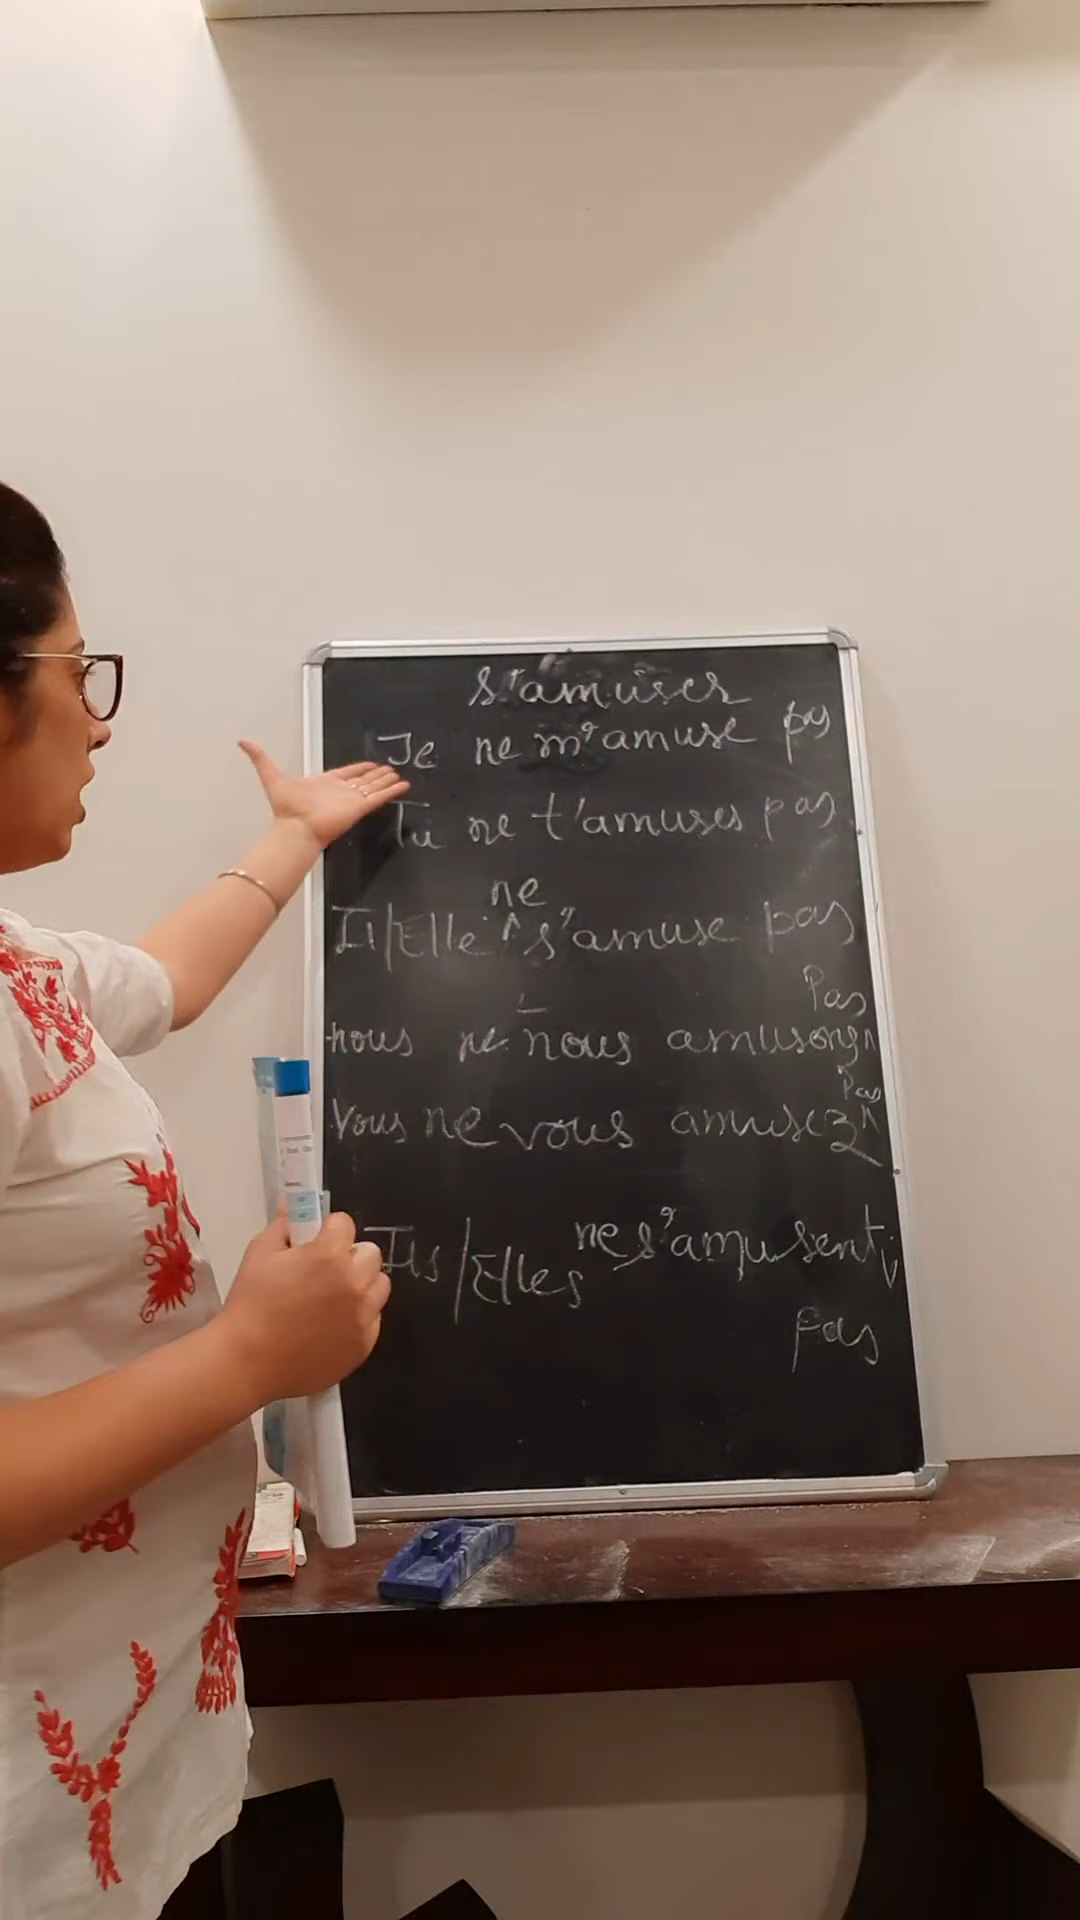 s'amuser
Je ne m'amuse pas
Tu ne t'amuses pas
Il/Elle ne s'amuse pas
nous ne nous amusons pas
Vous ne vous amusez pas
Ils/Elles ne s'amusent pas